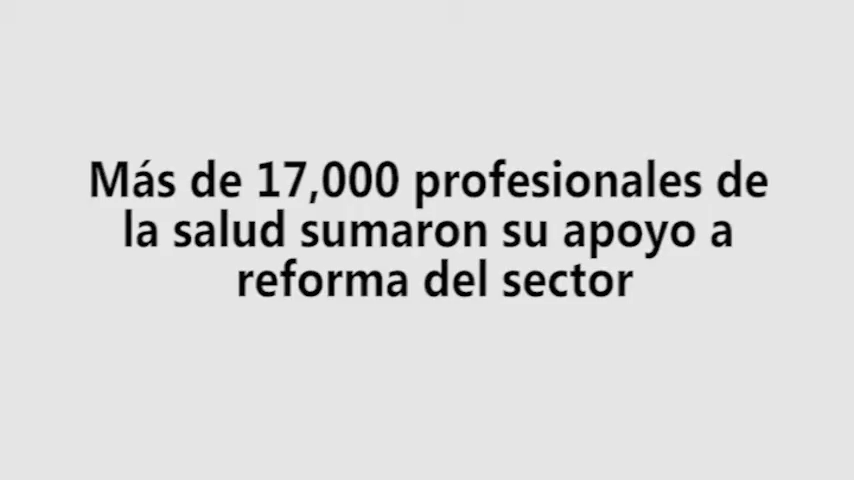 Más de 17,000 profesionales de
la salud sumaron su apoyo a
reforma del sector